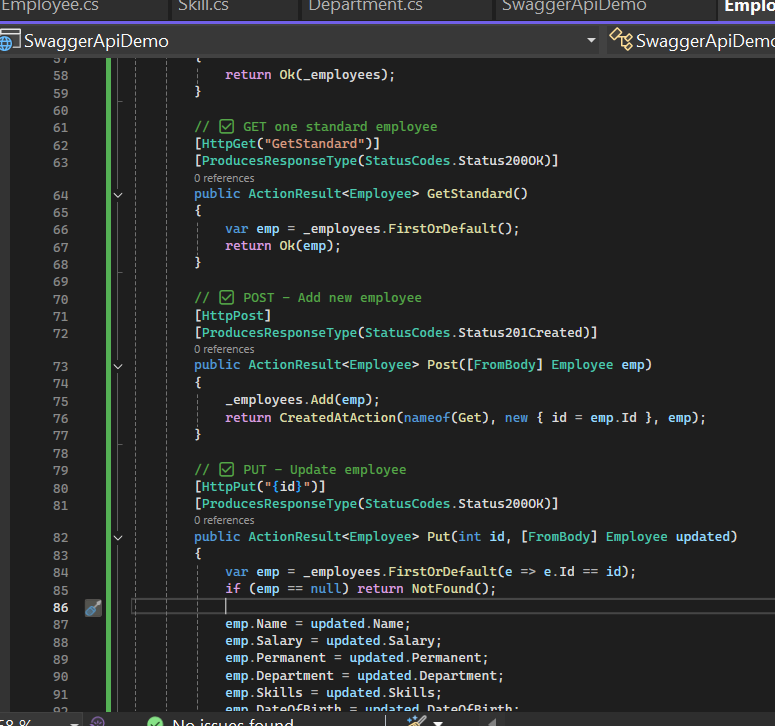 Employee.cs Skill.cs Department.cs SwaggerApiDemo Emplo
SwaggerApiDemo SwaggerApiDemo
57 {
58 return Ok(_employees);
59 }
60
61 // ✅ GET one standard employee
62 [HttpGet("GetStandard")]
63 [ProducesResponseType(StatusCodes.Status200OK)]
0 references
64 public ActionResult<Employee> GetStandard()
65 {
66 var emp = _employees.FirstOrDefault();
67 return Ok(emp);
68 }
69
70 // ✅ POST – Add new employee
71 [HttpPost]
72 [ProducesResponseType(StatusCodes.Status201Created)]
0 references
73 public ActionResult<Employee> Post([FromBody] Employee emp)
74 {
75 _employees.Add(emp);
76 return CreatedAtAction(nameof(Get), new { id = emp.Id }, emp);
77 }
78
79 // ✅ PUT – Update employee
80 [HttpPut("{id}")]
81 [ProducesResponseType(StatusCodes.Status200OK)]
0 references
82 public ActionResult<Employee> Put(int id, [FromBody] Employee updated)
83 {
84 var emp = _employees.FirstOrDefault(e => e.Id == id);
85 if (emp == null) return NotFound();
86
87 emp.Name = updated.Name;
88 emp.Salary = updated.Salary;
89 emp.Permanent = updated.Permanent;
90 emp.Department = updated.Department;
91 emp.Skills = updated.Skills;
92 emp.DateOfBirth = updated.DateOfBirth;
No issues found